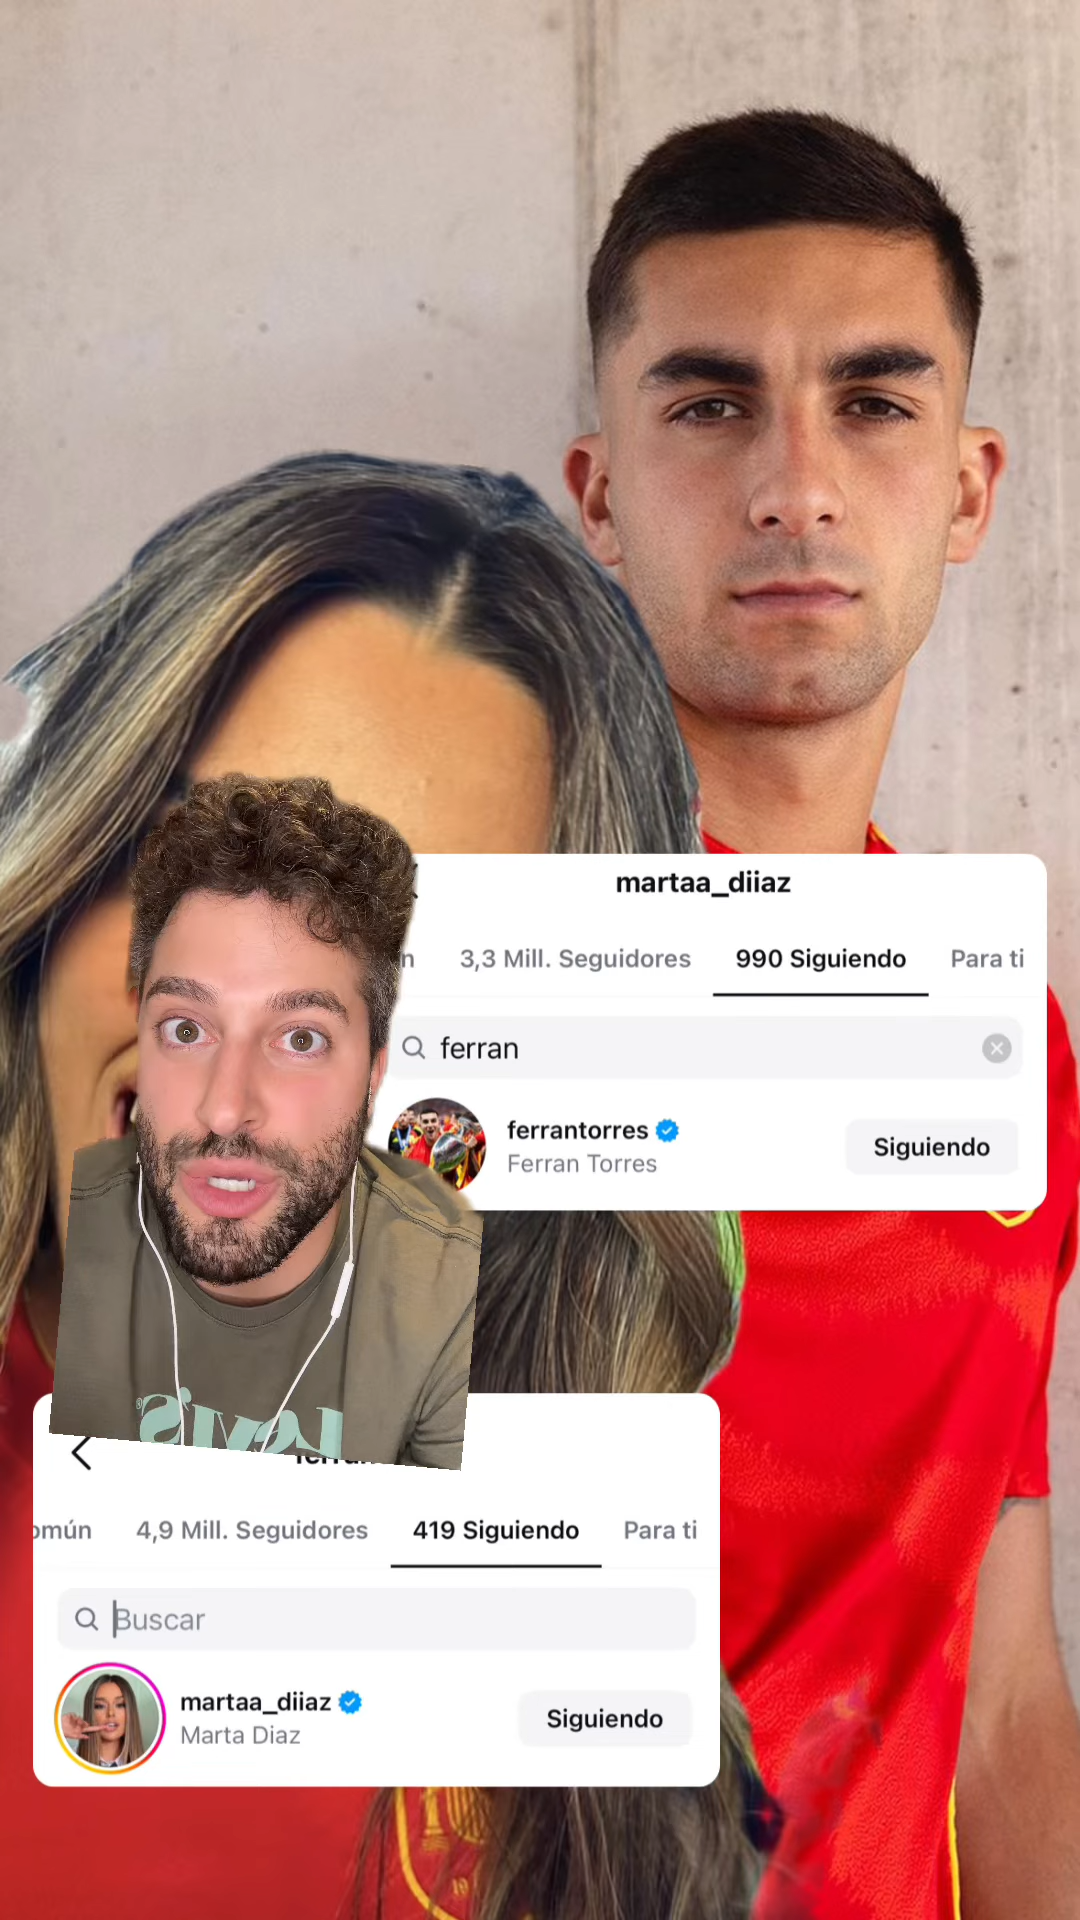 martaa_diiaz
3,3 Mill. Seguidores 990 Siguiendo Para ti
ferran
ferrantorres
Ferran Torres
Siguiendo
Levi's
4,9 Mill. Seguidores 419 Siguiendo Para ti
Buscar
martaa_diiaz
Marta Diaz
Siguiendo